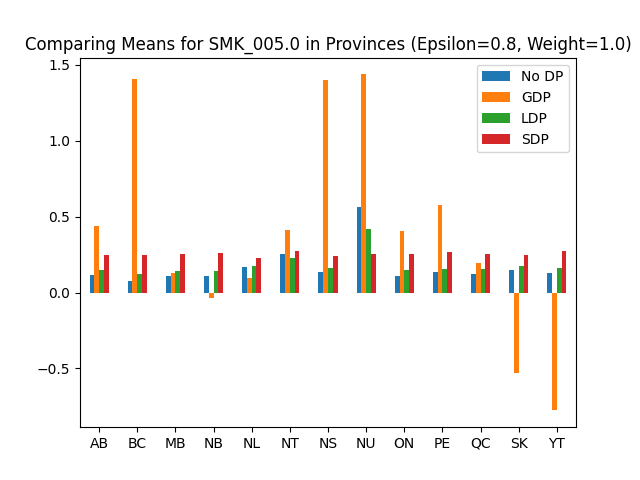 Comparing Means for SMK_005.0 in Provinces (Epsilon=0.8, Weight=1.0)
1.5
1.0
0.5
0.0
−0.5
No DP
GDP
LDP
SDP
AB BC MB NB NL NT NS NU ON PE QC SK YT